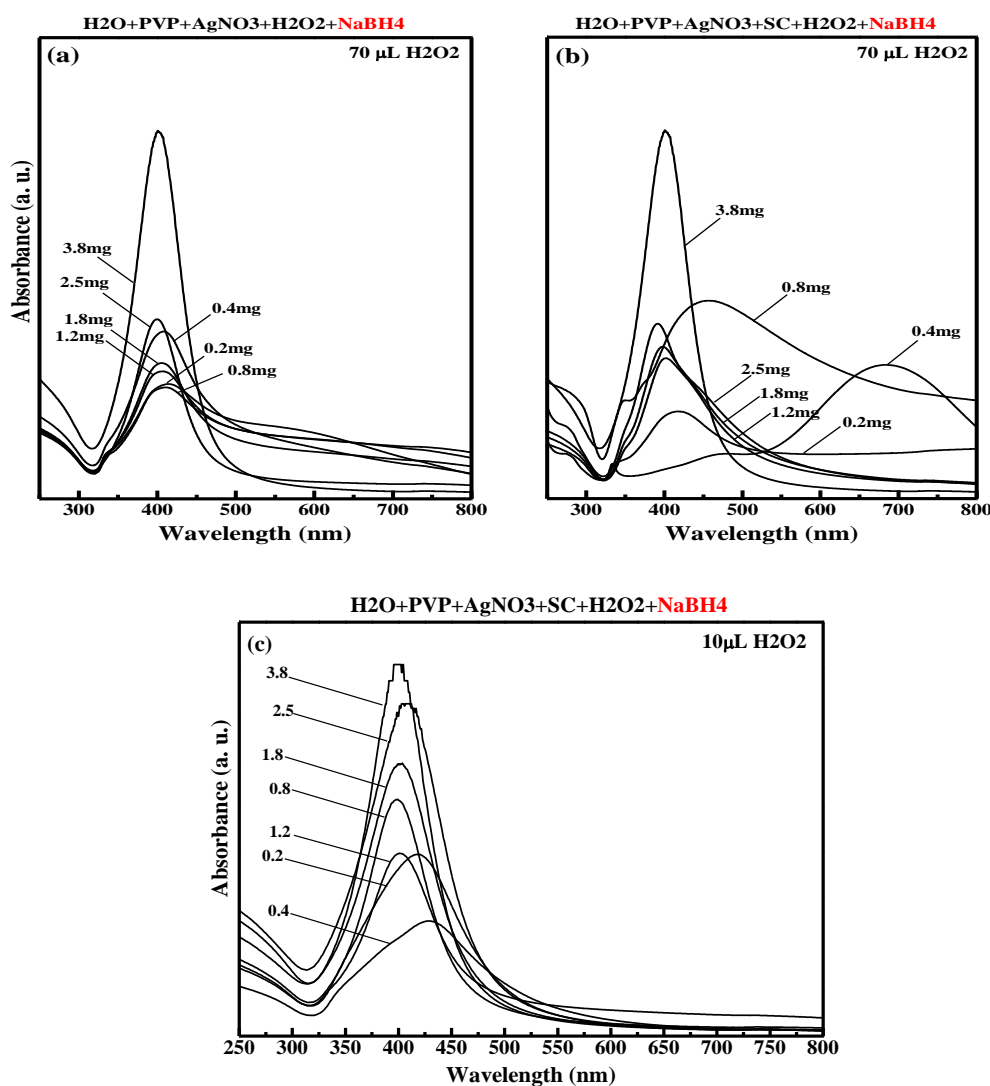 H2O+PVP+AgNO3+H2O2+NaBH4
(a)
70 μL H2O2
3.8mg
2.5mg
1.8mg
1.2mg
0.4mg
0.2mg
0.8mg
Absorbance (a. u.)
300 400 500 600 700 800
Wavelength (nm)
H2O+PVP+AgNO3+SC+H2O2+NaBH4
(b)
70 μL H2O2
3.8mg
0.8mg
0.4mg
2.5mg
1.8mg
1.2mg
0.2mg
300 400 500 600 700 800
Wavelength (nm)
H2O+PVP+AgNO3+SC+H2O2+NaBH4
(c)
10μL H2O2
3.8
2.5
1.8
0.8
1.2
0.2
0.4
Absorbance (a. u.)
250 300 350 400 450 500 550 600 650 700 750 800
Wavelength (nm)